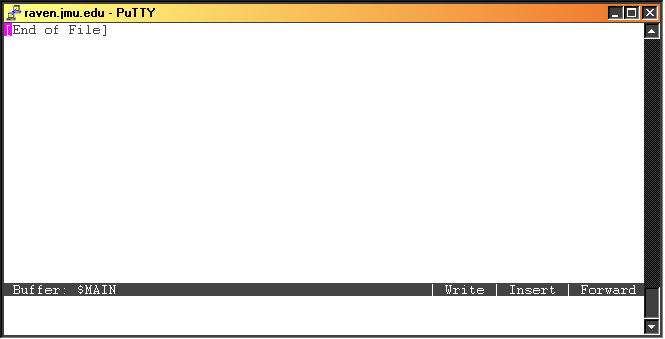 raven.jmu.edu - PuTTY
[End of File]
Buffer: $MAIN | Write | Insert | Forward